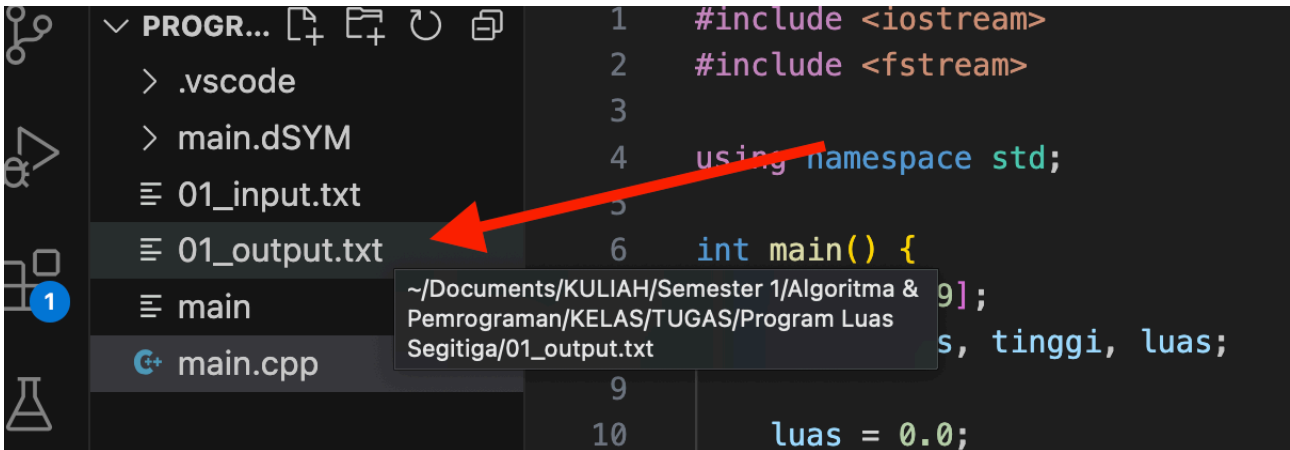 PROGR...
.vscode
main.dSYM
01_input.txt
01_output.txt
main
main.cpp
1
~/Documents/KULIAH/Semester 1/Algoritma &
Pemrograman/KELAS/TUGAS/Program Luas
Segitiga/01_output.txt
1 #include <iostream>
2 #include <fstream>
3
4 using namespace std;
5
6 int main() {
9];
s, tinggi, luas;
9
10 luas = 0.0;